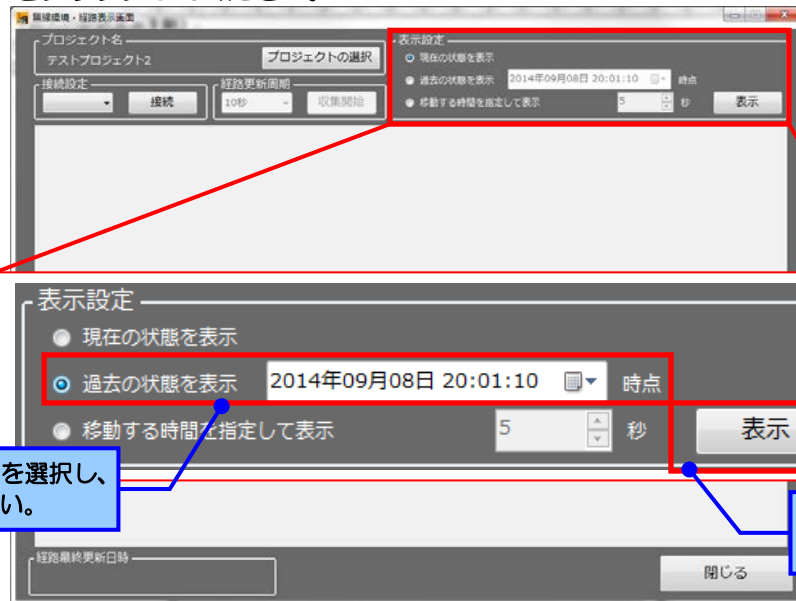 無線環境・経路表示画面
プロジェクト名
テストプロジェクト2
プロジェクトの選択
接続設定
接続
経路更新周期
10秒
収集開始
表示設定
現在の状態を表示
過去の状態を表示 2014年09月08日 20:01:10 時点
移動する時間を指定して表示 5 秒
表示
表示設定
現在の状態を表示
過去の状態を表示 2014年09月08日 20:01:10 時点
移動する時間を指定して表示 5 秒
表示
を選択し、
い。
経路最終更新日時
閉じる